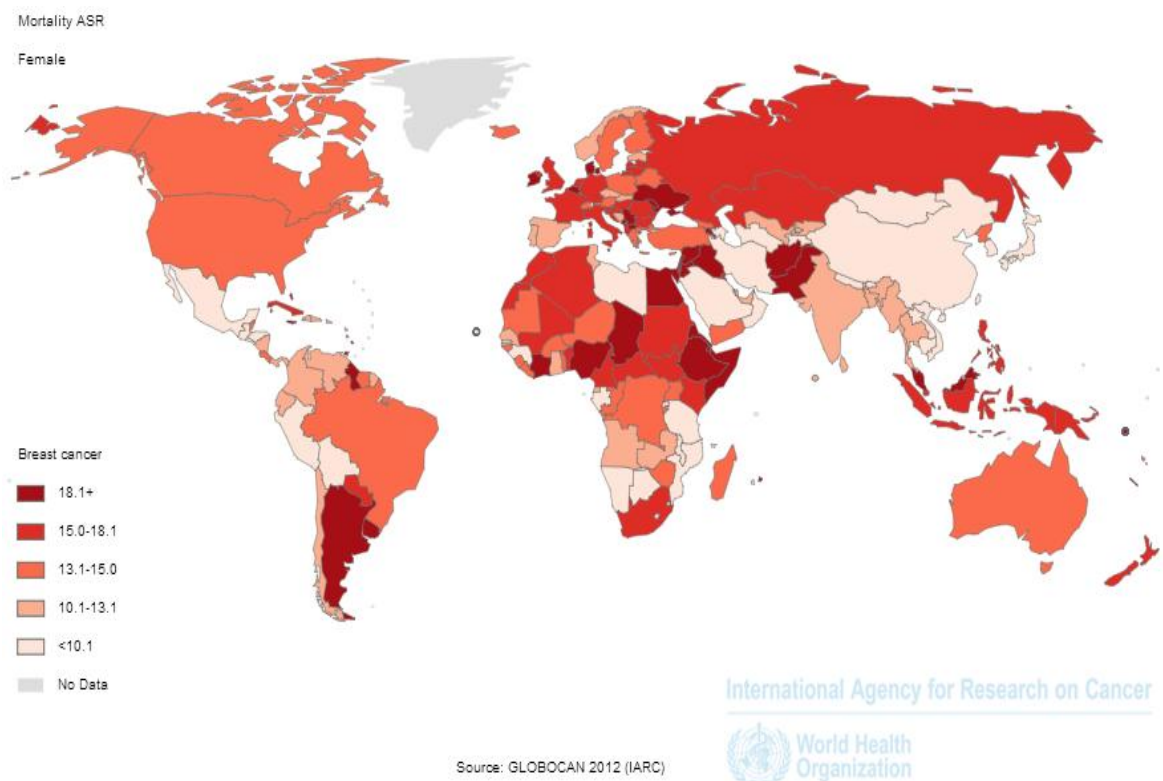 Mortality ASR
Female
Breast cancer
18.1+
15.0-18.1
13.1-15.0
10.1-13.1
<10.1
No Data
International Agency for Research on Cancer
World Health
Organization
Source: GLOBOCAN 2012 (IARC)